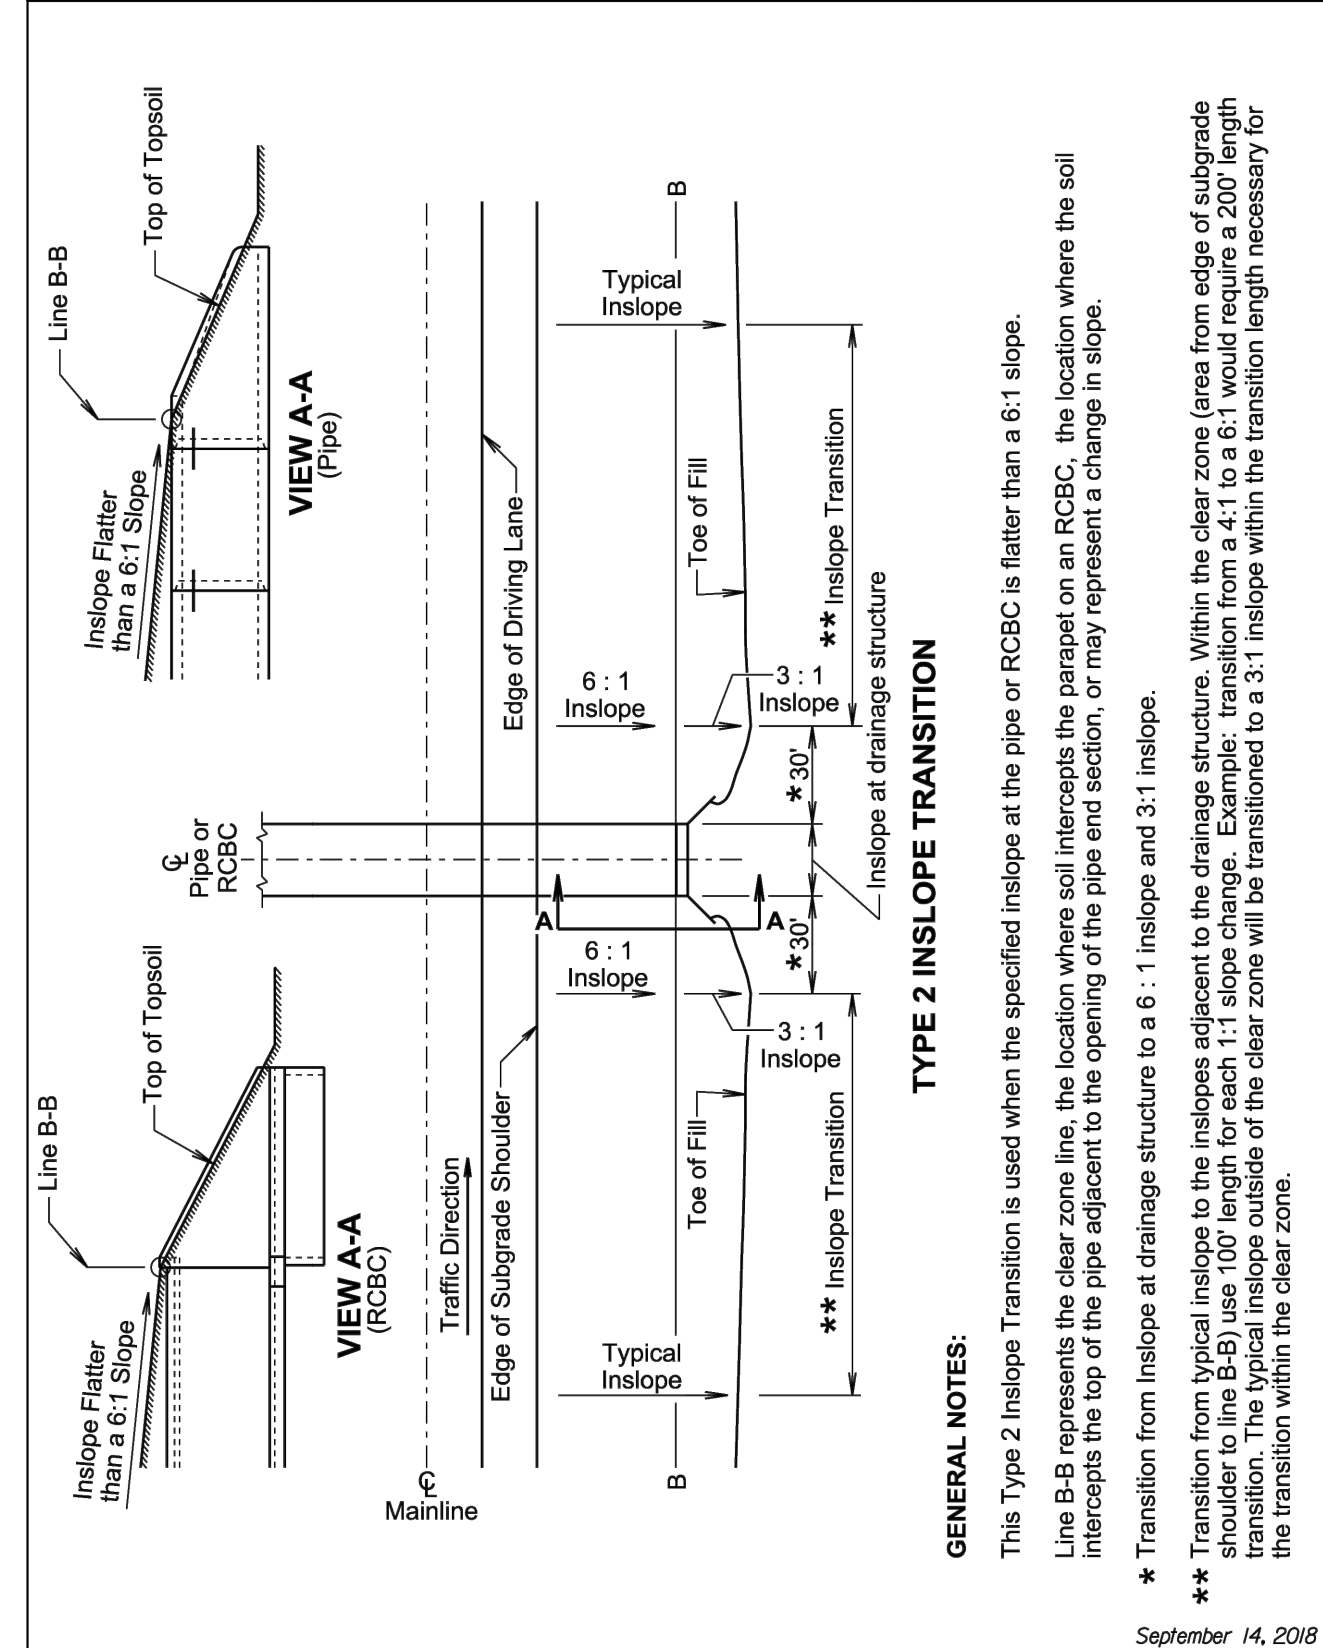 Line B-B
Top of Topsoil
Inslope Flatter
than a 6:1 Slope
VIEW A-A
(RCBC)
Line B-B
Top of Topsoil
Inslope Flatter
than a 6:1 Slope
VIEW A-A
(Pipe)
℄
Pipe or
RCBC
℄
Mainline
Traffic Direction
Edge of Subgrade Shoulder
Edge of Driving Lane
B
B
Typical
Inslope
6 : 1
Inslope
A
A
6 : 1
Inslope
Typical
Inslope
Toe of Fill
3 : 1
Inslope
3 : 1
Inslope
Toe of Fill
** Inslope Transition
*30'
*30'
** Inslope Transition
Inslope at drainage structure
TYPE 2 INSLOPE TRANSITION
GENERAL NOTES:
This Type 2 Inslope Transition is used when the specified inslope at the pipe or RCBC is flatter than a 6:1 slope.
Line B-B represents the clear zone line, the location where soil intercepts the parapet on an RCBC, the location where the soil
intercepts the top of the pipe adjacent to the opening of the pipe end section, or may represent a change in slope.
* Transition from Inslope at drainage structure to a 6 : 1 inslope and 3:1 inslope.
** Transition from typical inslope to the inslopes adjacent to the drainage structure. Within the clear zone (area from edge of subgrade
shoulder to line B-B) use 100' length for each 1:1 slope change. Example: transition from a 4:1 to a 6:1 would require a 200' length
transition. The typical inslope outside of the clear zone will be transitioned to a 3:1 inslope within the transition length necessary for
the transition within the clear zone.
September 14, 2018